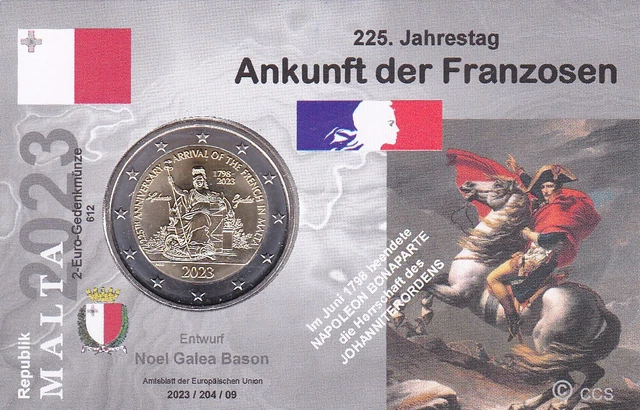 225. Jahrestag
Ankunft der Franzosen
Republik
MALTA
2023
2-Euro-Gedenkmünze
612
225TH ANNIVERSARY ARRIVAL OF THE FRENCH IN MALTA
1798-
2023
2023
Im Juni 1798 beendete
NAPOLEON BONAPARTE
die Herrschaft des
JOHANNITERORDENS
Entwurf
Noel Galea Bason
Amtsblatt der Europäischen Union
2023 / 204 / 09
© ccs